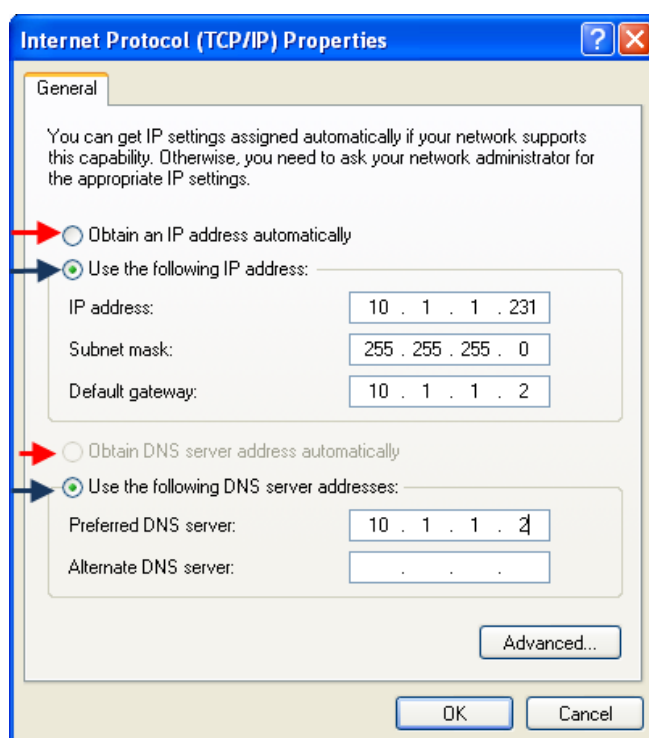 Internet Protocol (TCP/IP) Properties
General
You can get IP settings assigned automatically if your network supports
this capability. Otherwise, you need to ask your network administrator for
the appropriate IP settings.
Obtain an IP address automatically
Use the following IP address:
IP address: 10 . 1 . 1 . 231
Subnet mask: 255 . 255 . 255 . 0
Default gateway: 10 . 1 . 1 . 2
Obtain DNS server address automatically
Use the following DNS server addresses:
Preferred DNS server: 10 . 1 . 1 . 2
Alternate DNS server: . . .
Advanced...
OK Cancel